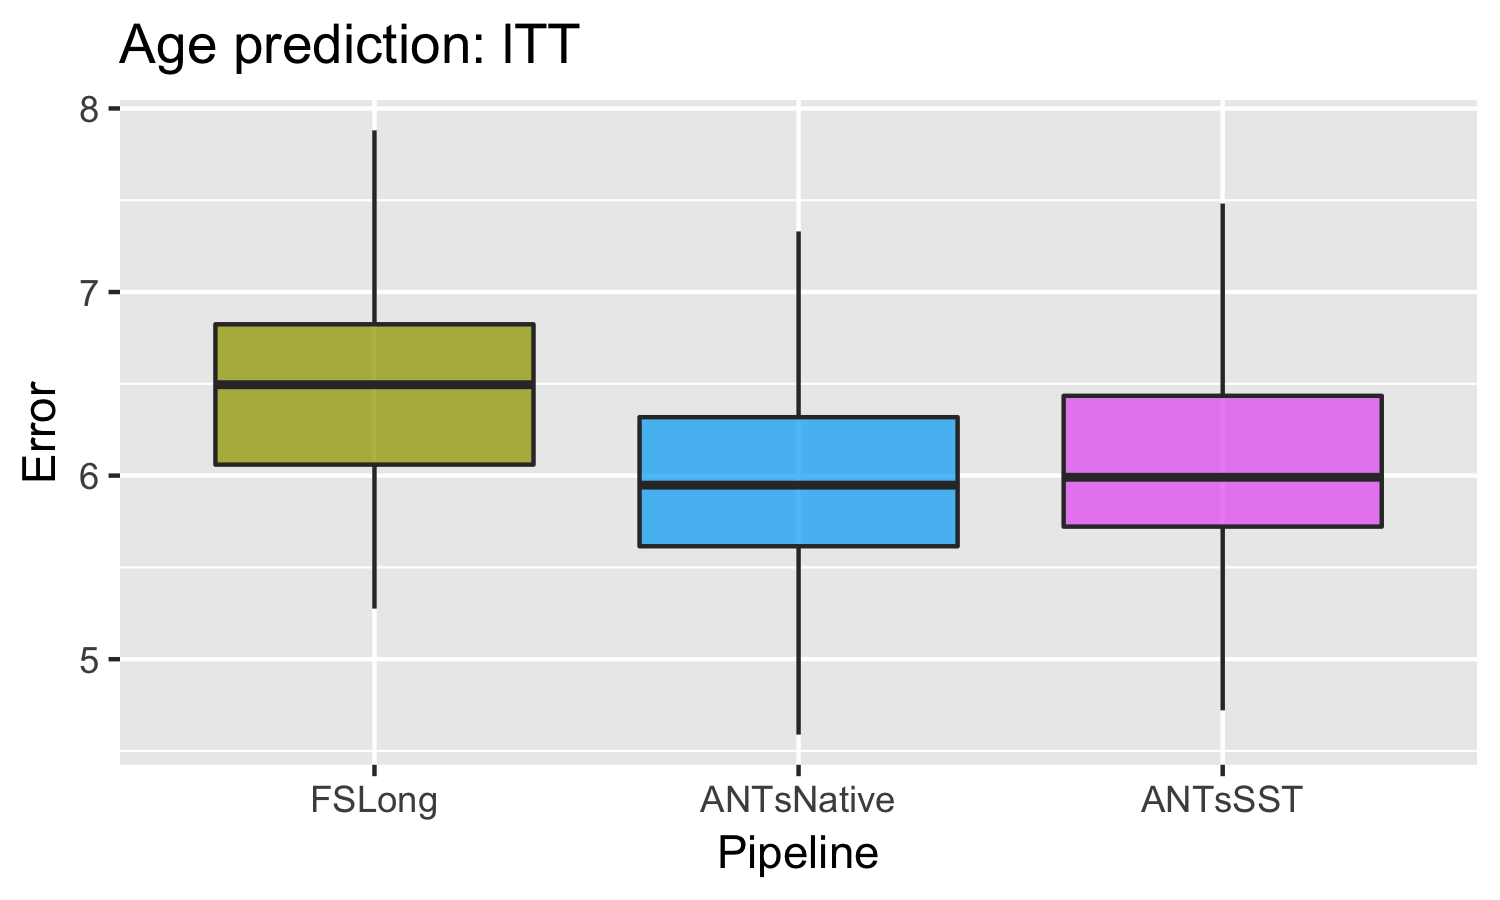 Age prediction: ITT
8
7
6
5
Error
FSLong
ANTsNative
ANTsSST
Pipeline